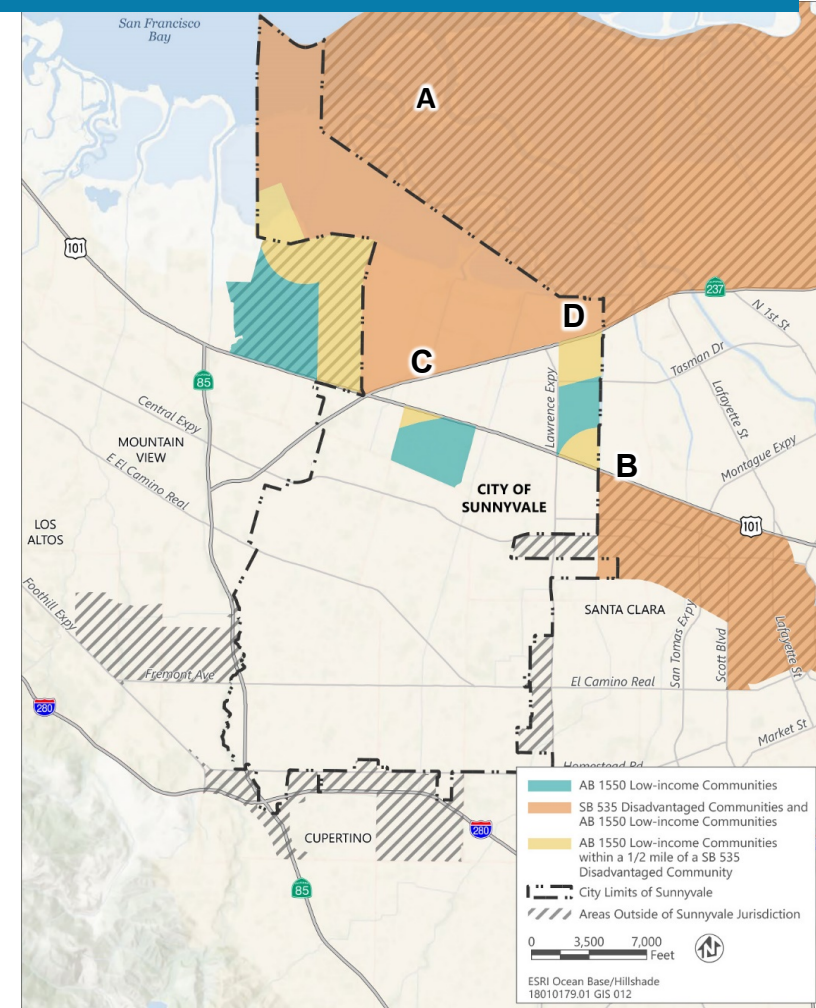 San Francisco
Bay
A
101
237
N 1st St
D
Tasman Dr
C
85
Lawrence Expy
Lafayette St
Central Expy
Montague Expy
MOUNTAIN
VIEW
B
E El Camino Real
CITY OF
SUNNYVALE
101
LOS
ALTOS
Foothill Expy
SANTA CLARA
San Tomas Expy
Scott Blvd
Lafayette St
Fremont Ave
El Camino Real
280
Market St
Homestead Rd
AB 1550 Low-income Communities
SB 535 Disadvantaged Communities and
AB 1550 Low-income Communities
AB 1550 Low-income Communities
within a 1/2 mile of a SB 535
Disadvantaged Community
City Limits of Sunnyvale
Areas Outside of Sunnyvale Jurisdiction
0 3,500 7,000
Feet
N
ESRI Ocean Base/Hillshade
18010179.01 GIS 012
CUPERTINO
280
85